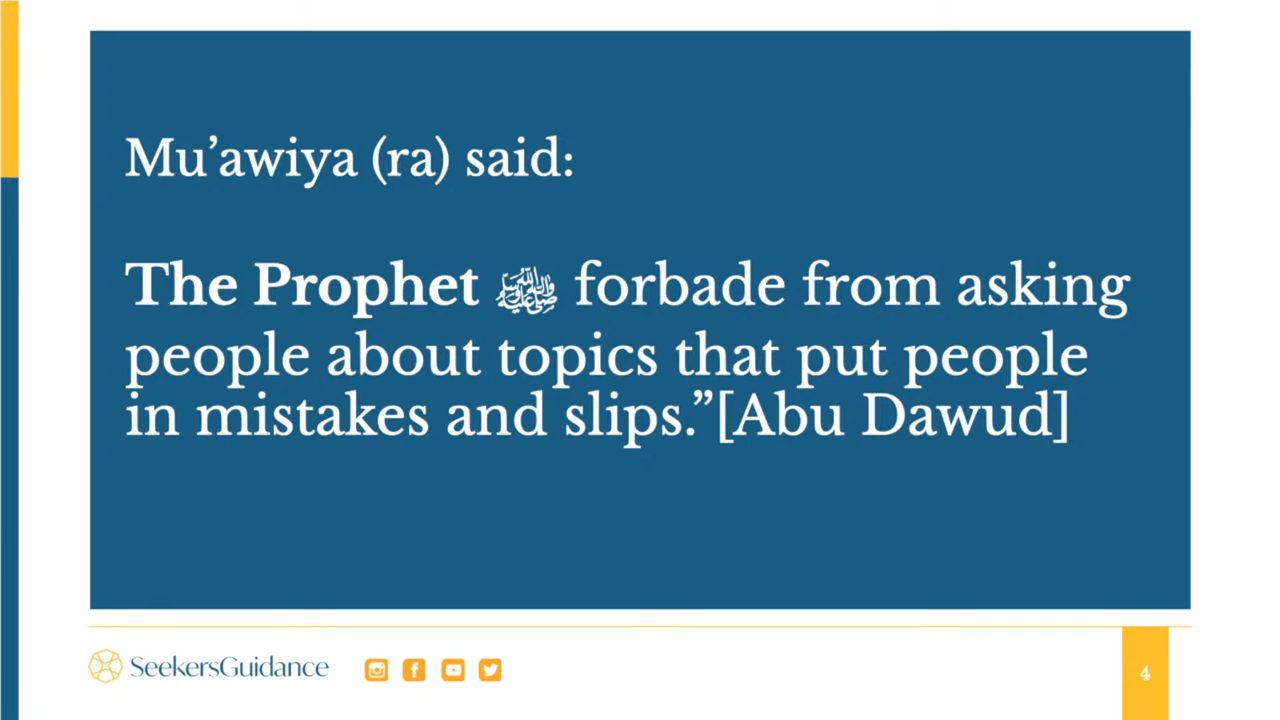 Mu’awiya (ra) said:
The Prophet ﷺ forbade from asking
people about topics that put people
in mistakes and slips.”[Abu Dawud]
SeekersGuidance
4